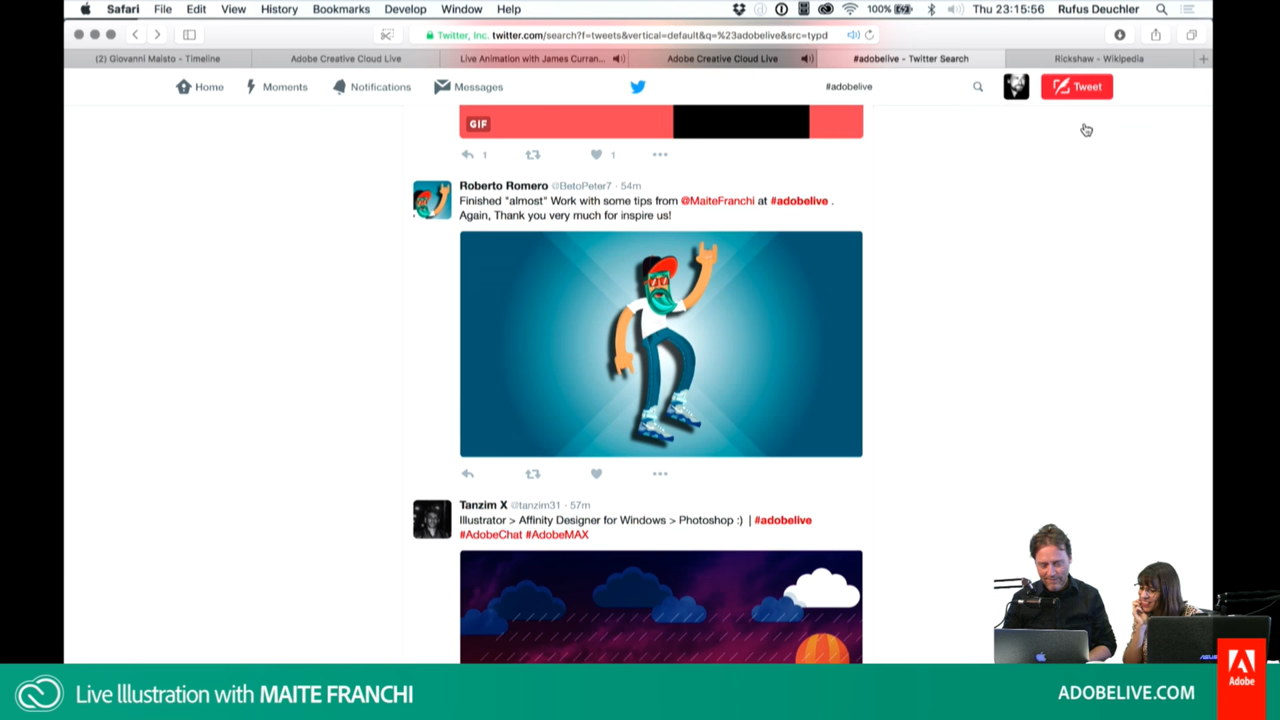 Safari File Edit View History Bookmarks Develop Window Help 100% Thu 23:15:56 Rufus Deuchler
Twitter, Inc. twitter.com/search?f=tweets&vertical=default&q=%23adobelive&src=typd
(2) Giovanni Maisto - Timeline Adobe Creative Cloud Live Live Animation with James Curran... Adobe Creative Cloud Live #adobelive - Twitter Search Rickshaw - Wikipedia
Home Moments Notifications Messages #adobelive Tweet
GIF
1 1
Roberto Romero @BetoPeter7 · 54m
Finished "almost" Work with some tips from @MaiteFranchi at #adobelive .
Again, Thank you very much for inspire us!
Tanzim X @tanzim31 · 57m
Illustrator > Affinity Designer for Windows > Photoshop :) | #adobelive
#AdobeChat #AdobeMAX
ASUS
Live Illustration with MAITE FRANCHI
ADOBELIVE.COM
Adobe